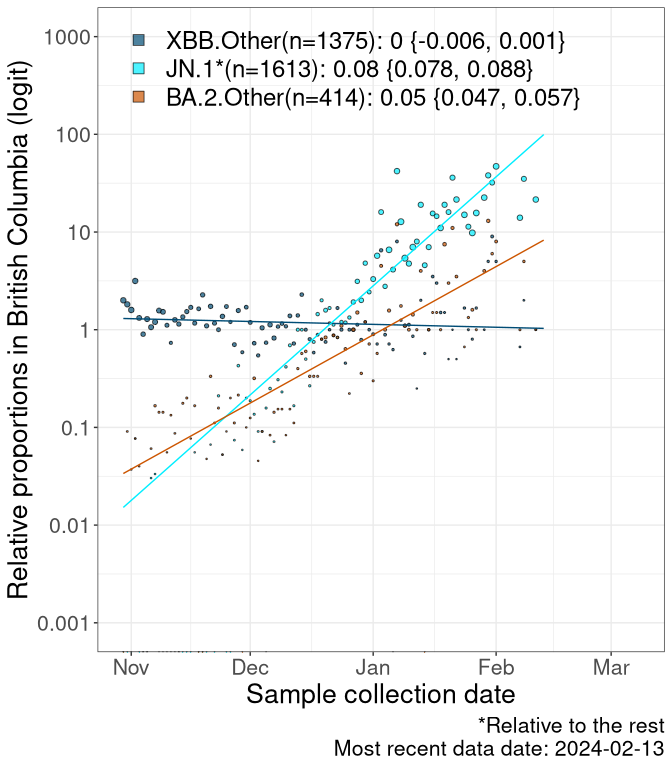 XBB.Other(n=1375): 0 {-0.006, 0.001}
JN.1*(n=1613): 0.08 {0.078, 0.088}
BA.2.Other(n=414): 0.05 {0.047, 0.057}
Relative proportions in British Columbia (logit)
1000
100
10
1
0.1
0.01
0.001
Nov Dec Jan Feb Mar
Sample collection date
*Relative to the rest
Most recent data date: 2024-02-13